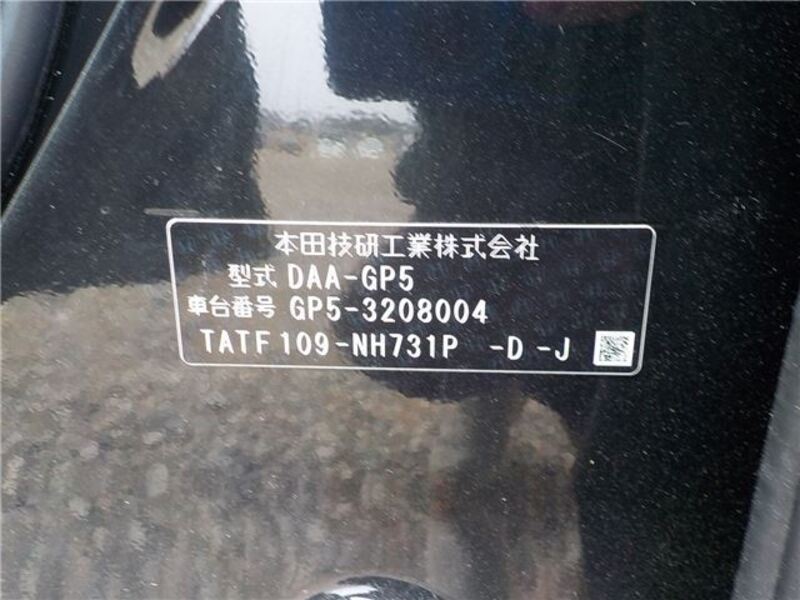 本田技研工業株式会社
型式 DAA-GP5
車台番号 GP5-3208004
TATF109-NH731P -D-J